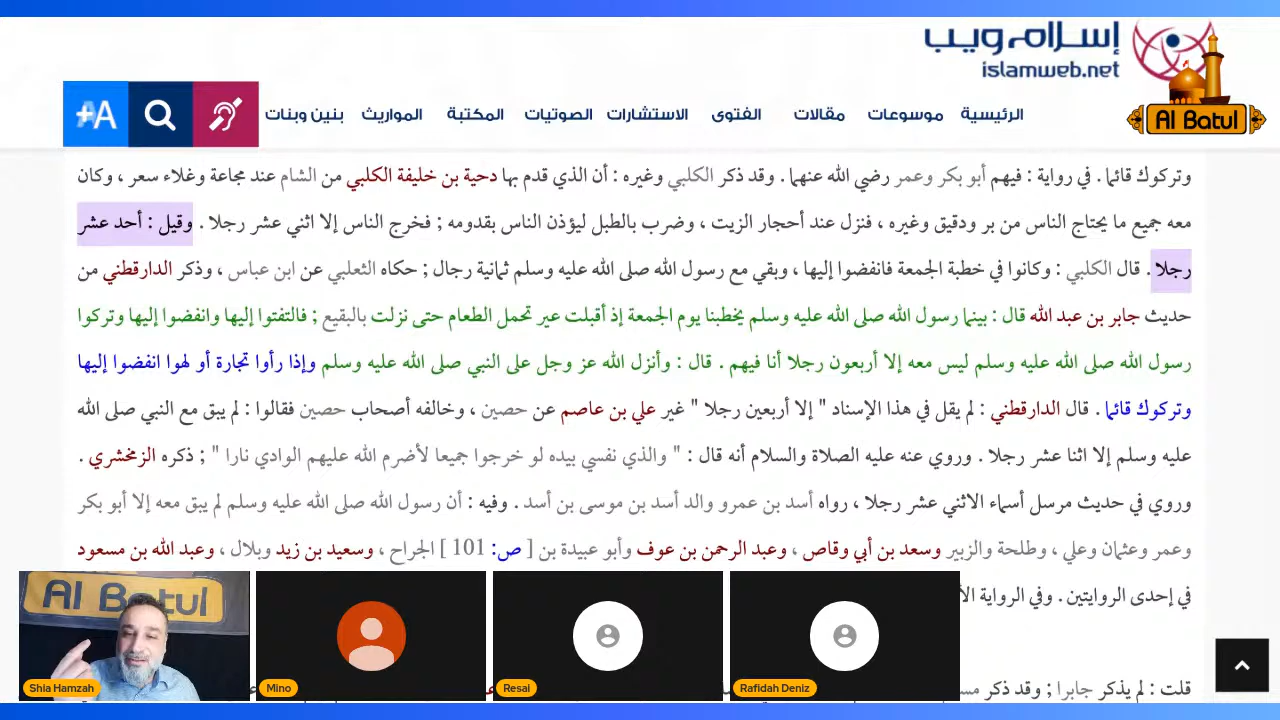 إسلام ويب
islamweb.net
Al Batul
الرئيسية موسوعات مقالات الفتوى الاستشارات الصوتيات المكتبة المواريث بنين وبنات
+A
وتركوك قائما . في رواية : فيهم أبو بكر وعمر رضي الله عنهما . وقد ذكر الكلبي وغيره : أن الذي قدم بها دحية بن خليفة الكلبي من الشام عند مجاعة وغلاء سعر ، وكان
معه جميع ما يحتاج الناس من بر ودقيق وغيره ، فنزل عند أحجار الزيت ، وضرب بالطبل ليؤذن الناس بقدومه ; فخرج الناس إلا اثني عشر رجلا . وقيل : أحد عشر
رجلا . قال الكلبي : وكانوا في خطبة الجمعة فانفضوا إليها ، وبقي مع رسول الله صلى الله عليه وسلم ثمانية رجال ; حكاه الثعلبي عن ابن عباس ، وذكر الدارقطني من
حديث جابر بن عبد الله قال : بينما رسول الله صلى الله عليه وسلم يخطبنا يوم الجمعة إذ أقبلت عير تحمل الطعام حتى نزلت بالبقيع ; فالتفتوا إليها وانفضوا إليها وتركوا
رسول الله صلى الله عليه وسلم ليس معه إلا أربعون رجلا أنا فيهم . قال : وأنزل الله عز وجل على النبي صلى الله عليه وسلم وإذا رأوا تجارة أو لهوا انفضوا إليها
وتركوك قائما . قال الدارقطني : لم يقل في هذا الإسناد " إلا أربعين رجلا " غير علي بن عاصم عن حصين ، وخالفه أصحاب حصين فقالوا : لم يبق مع النبي صلى الله
عليه وسلم إلا اثنا عشر رجلا . وروي عنه عليه الصلاة والسلام أنه قال : " والذي نفسي بيده لو خرجوا جميعا لأضرم الله عليهم الوادي نارا " ; ذكره الزمخشري .
وروي في حديث مرسل أسماء الاثني عشر رجلا ، رواه أسد بن عمرو والد أسد بن موسى بن أسد . وفيه : أن رسول الله صلى الله عليه وسلم لم يبق معه إلا أبو بكر
وعمر وعثمان وعلي ، وطلحة والزبير وسعد بن أبي وقاص ، وعبد الرحمن بن عوف وأبو عبيدة بن [ ص: 101 ] الجراح ، وسعيد بن زيد وبلال ، وعبد الله بن مسعود
في إحدى الروايتين . وفي الرواية
قلت : لم يذكر جابرا ; وقد ذكر
Al Batul
Shia Hamzah
Mino
Resai
Rafidah Deniz